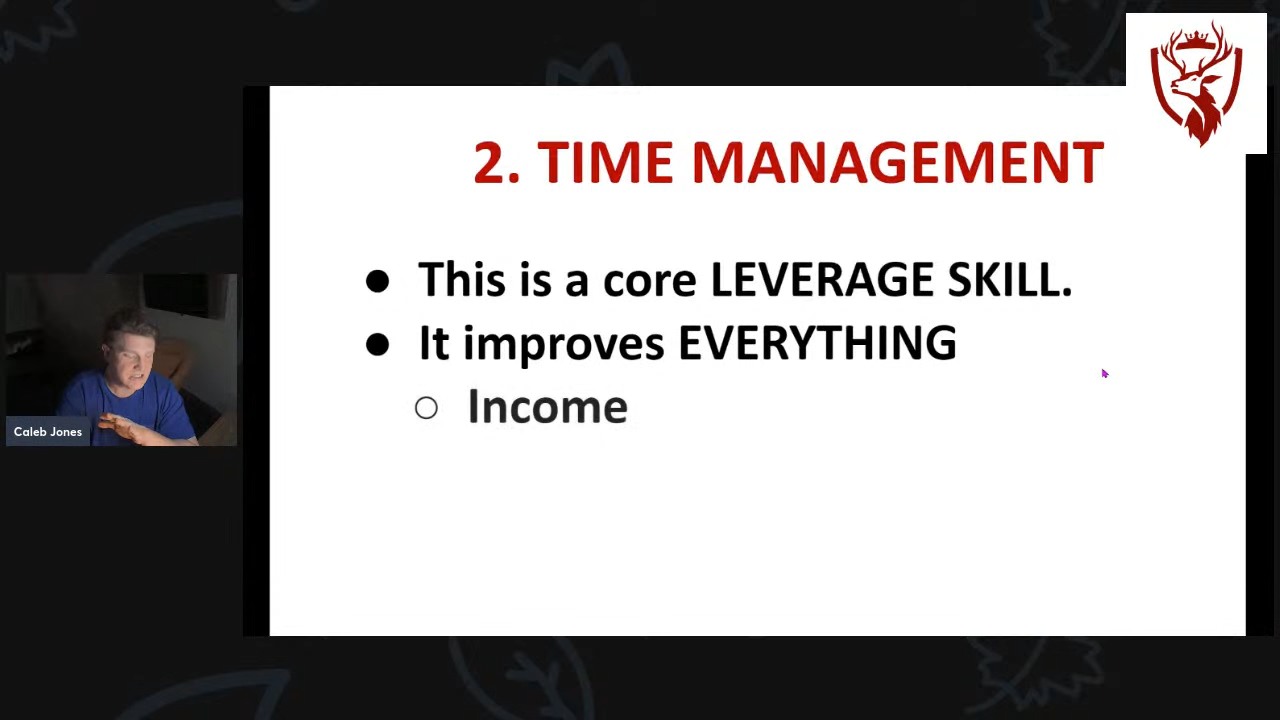 2. TIME MANAGEMENT
● This is a core LEVERAGE SKILL.
● It improves EVERYTHING
○ Income
Caleb Jones